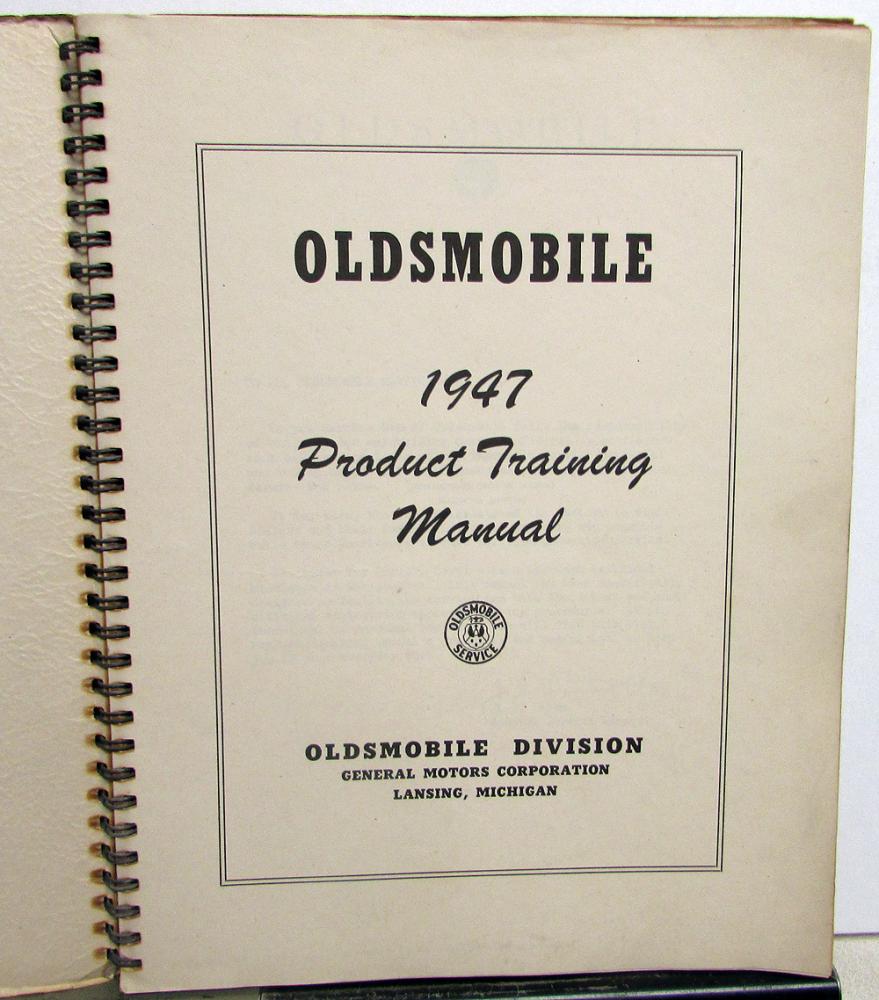 OLDSMOBILE
1947
Product Training
Manual
OLDSMOBILE
SERVICE
OLDSMOBILE DIVISION
GENERAL MOTORS CORPORATION
LANSING, MICHIGAN